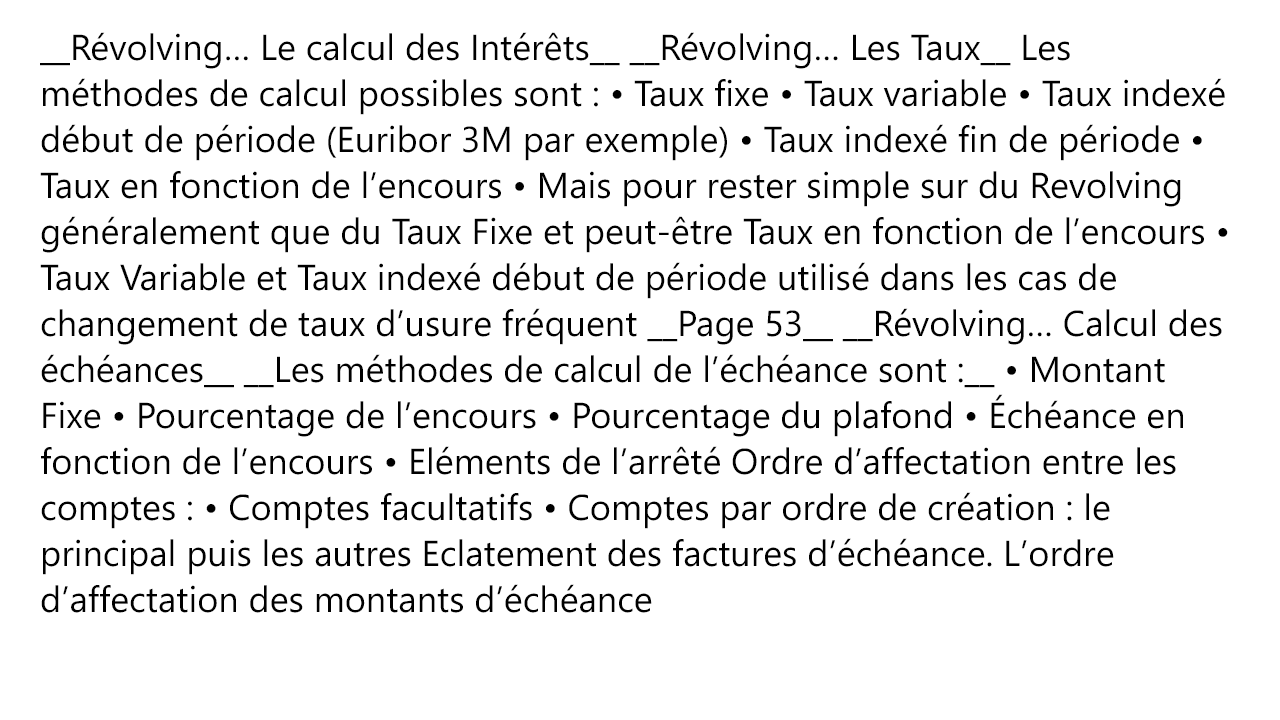 __Révolving… Le calcul des Intérêts__ __Révolving… Les Taux__ Les
méthodes de calcul possibles sont : • Taux fixe • Taux variable • Taux indexé
début de période (Euribor 3M par exemple) • Taux indexé fin de période •
Taux en fonction de l’encours • Mais pour rester simple sur du Revolving
généralement que du Taux Fixe et peut-être Taux en fonction de l’encours •
Taux Variable et Taux indexé début de période utilisé dans les cas de
changement de taux d’usure fréquent __Page 53__ __Révolving… Calcul des
échéances__ __Les méthodes de calcul de l’échéance sont :__ • Montant
Fixe • Pourcentage de l’encours • Pourcentage du plafond • Échéance en
fonction de l’encours • Eléments de l’arrêté Ordre d’affectation entre les
comptes : • Comptes facultatifs • Comptes par ordre de création : le
principal puis les autres Eclatement des factures d’échéance. L’ordre
d’affectation des montants d’échéance